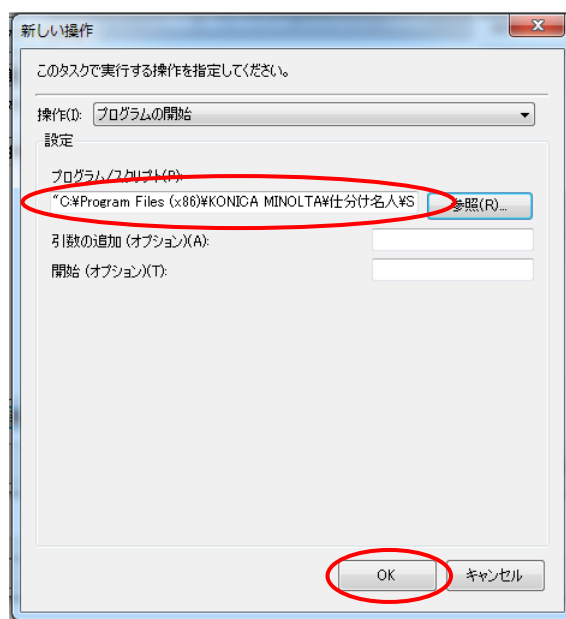 新しい操作
このタスクで実行する操作を指定してください。
操作(I): プログラムの開始
設定
プログラム/スクリプト(P):
"C:¥Program Files (x86)¥KONICA MINOLTA¥仕分け名人¥S 参照(R)...
引数の追加 (オプション)(A):
開始 (オプション)(T):
OK キャンセル